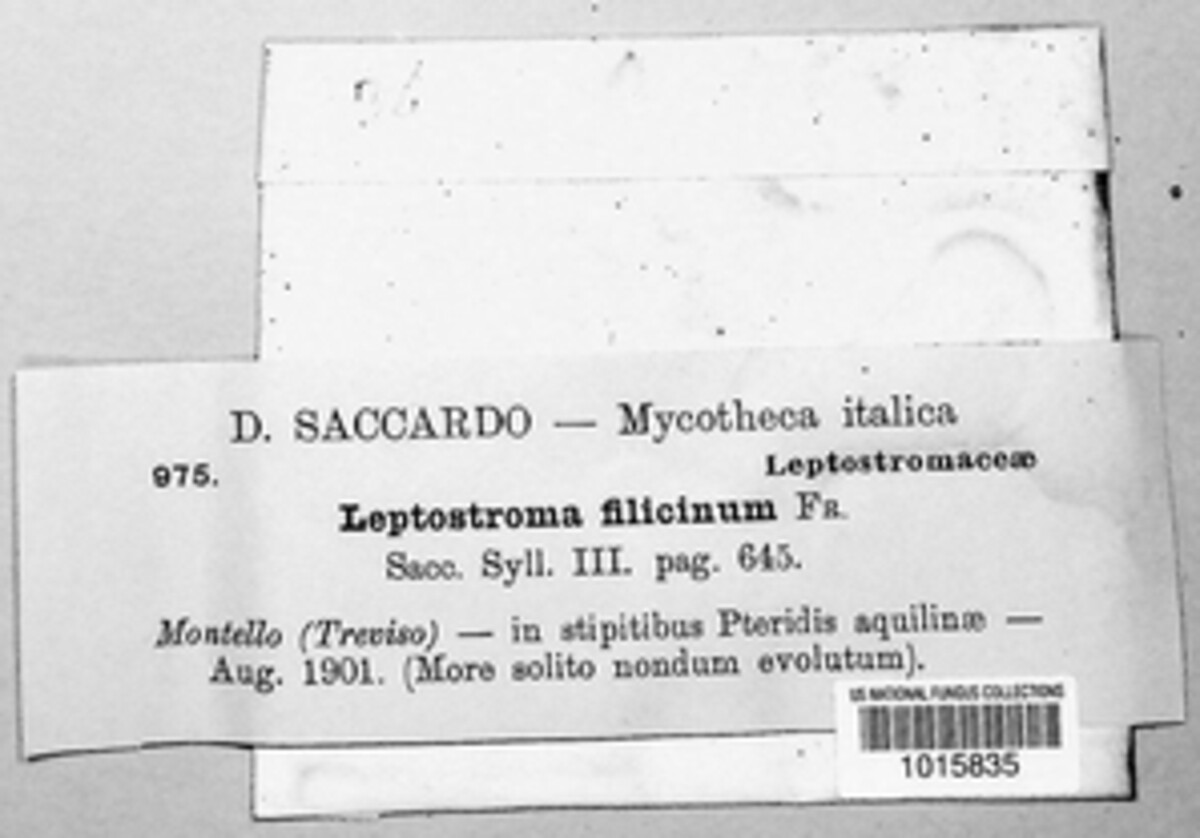 D. SACCARDO — Mycotheca italica
975.
Leptostromaceæ
Leptostroma filicinum Fr.
Sacc. Syll. III. pag. 645.
Montello (Treviso) — in stipitibus Pteridis aquilinæ —
Aug. 1901. (More solito nondum evolutum).
US NATIONAL FUNGUS COLLECTIONS
1015835